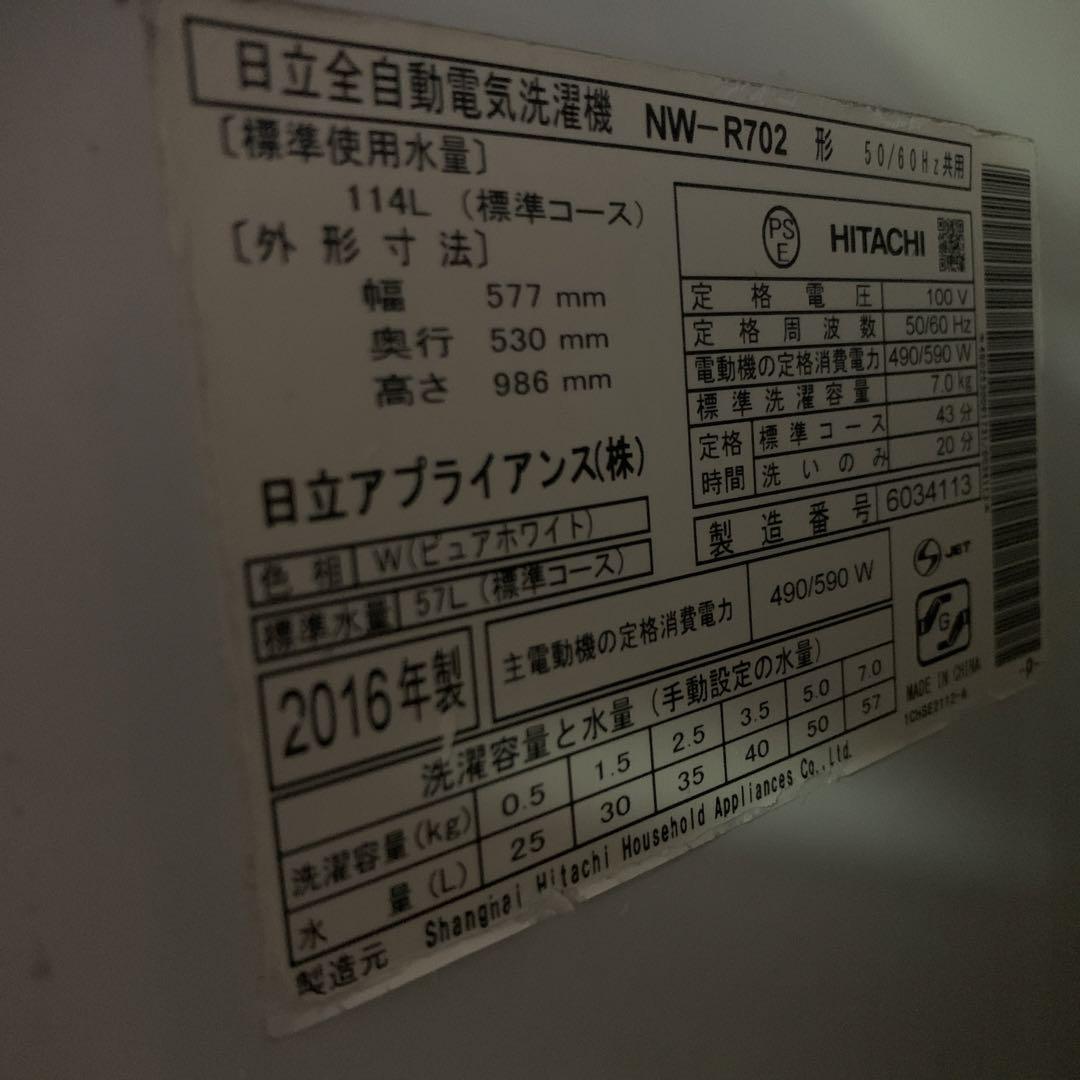 日立全自動電気洗濯機 NW-R702 形 50/60Hz共用
〔標準使用水量〕
114L (標準コース)
〔外形寸法〕
幅 577 mm
奥行 530 mm
高さ 986 mm
日立アプライアンス(株)
色相 W(ピュアホワイト)
標準水量 57L (標準コース)
2016年製
PS
E
HITACHI
定格電圧 100 V
定格周波数 50/60 Hz
電動機の定格消費電力 490/590 W
標準洗濯容量 7.0 kg
定格時間 標準コース 43 分
洗いのみ 20 分
製造番号 6034113
主電動機の定格消費電力 490/590 W
JET
G
MADE IN CHINA
1CHSE2112-A
-P-
洗濯容量と水量 (手動設定の水量)
洗濯容量(kg) 0.5 1.5 2.5 3.5 5.0 7.0
水量(L) 25 30 35 40 50 57
製造元 Shanghai Hitachi Household Appliances Co.,Ltd.